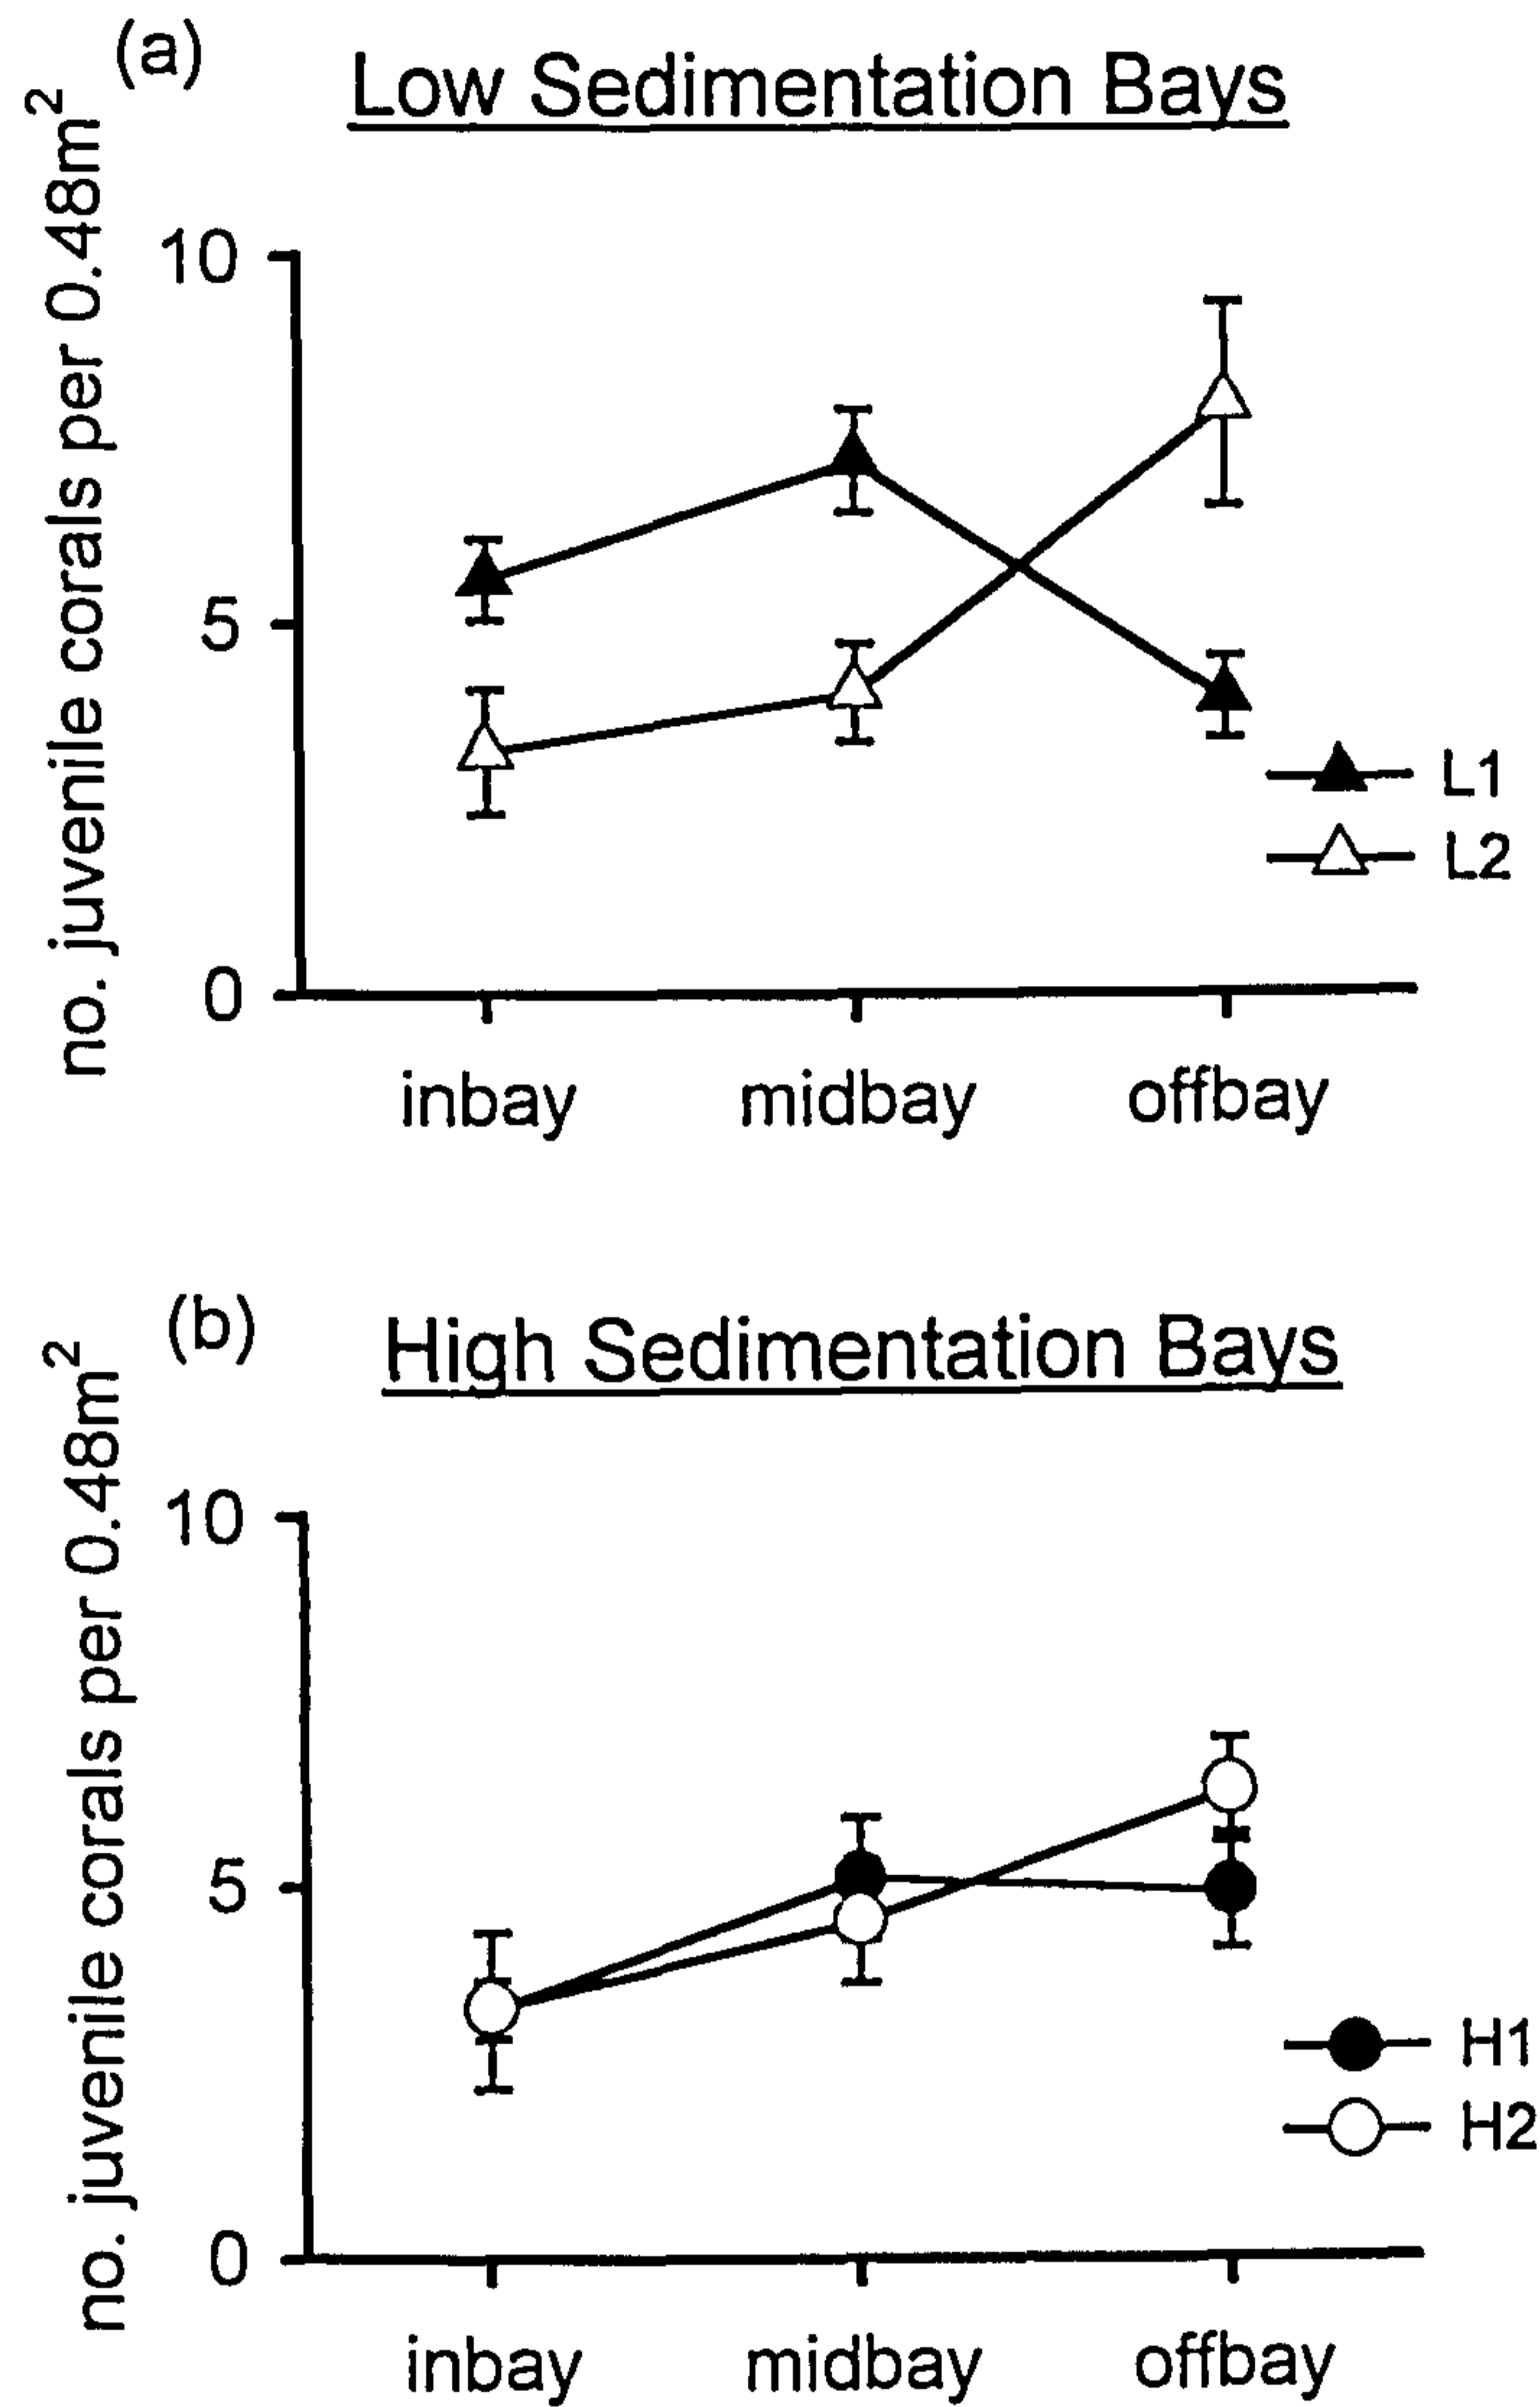 (a)
Low Sedimentation Bays
no. juvenile corals per 0.48m²
10
5
0
inbay midbay offbay
L1
L2
(b)
High Sedimentation Bays
no. juvenile corals per 0.48m²
10
5
0
inbay midbay offbay
H1
H2